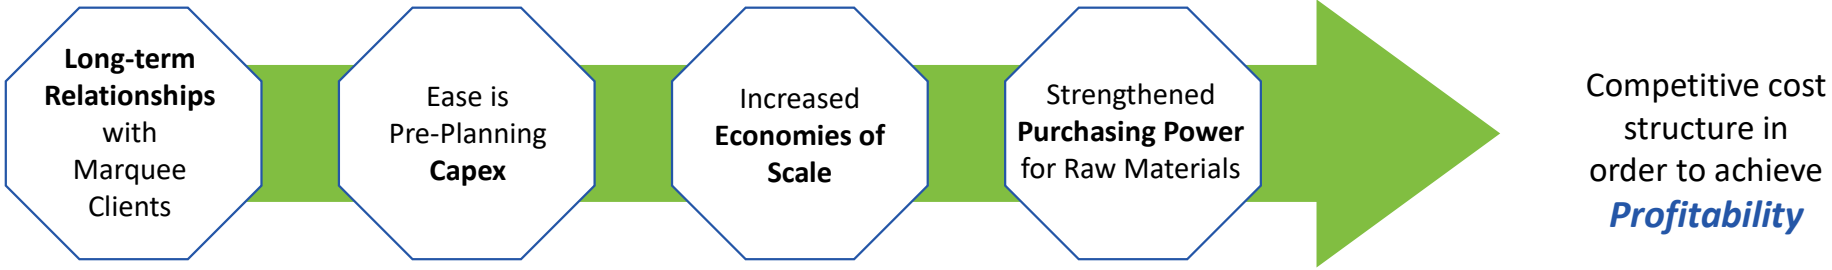 Long-term
Relationships
with
Marquee
Clients
Ease is
Pre-Planning
Capex
Increased
Economies of
Scale
Strengthened
Purchasing Power
for Raw Materials
Competitive cost
structure in
order to achieve
Profitability